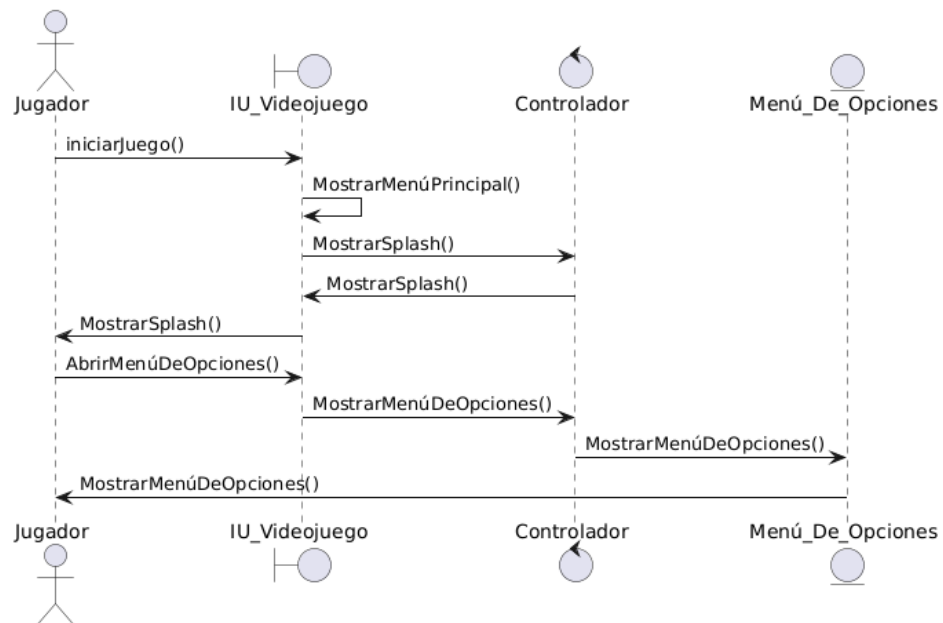 Jugador IU_Videojuego Controlador Menú_De_Opciones
iniciarJuego()
MostrarMenúPrincipal()
MostrarSplash()
MostrarSplash()
MostrarSplash()
AbrirMenúDeOpciones()
MostrarMenúDeOpciones()
MostrarMenúDeOpciones()
MostrarMenúDeOpciones()
Jugador IU_Videojuego Controlador Menú_De_Opciones